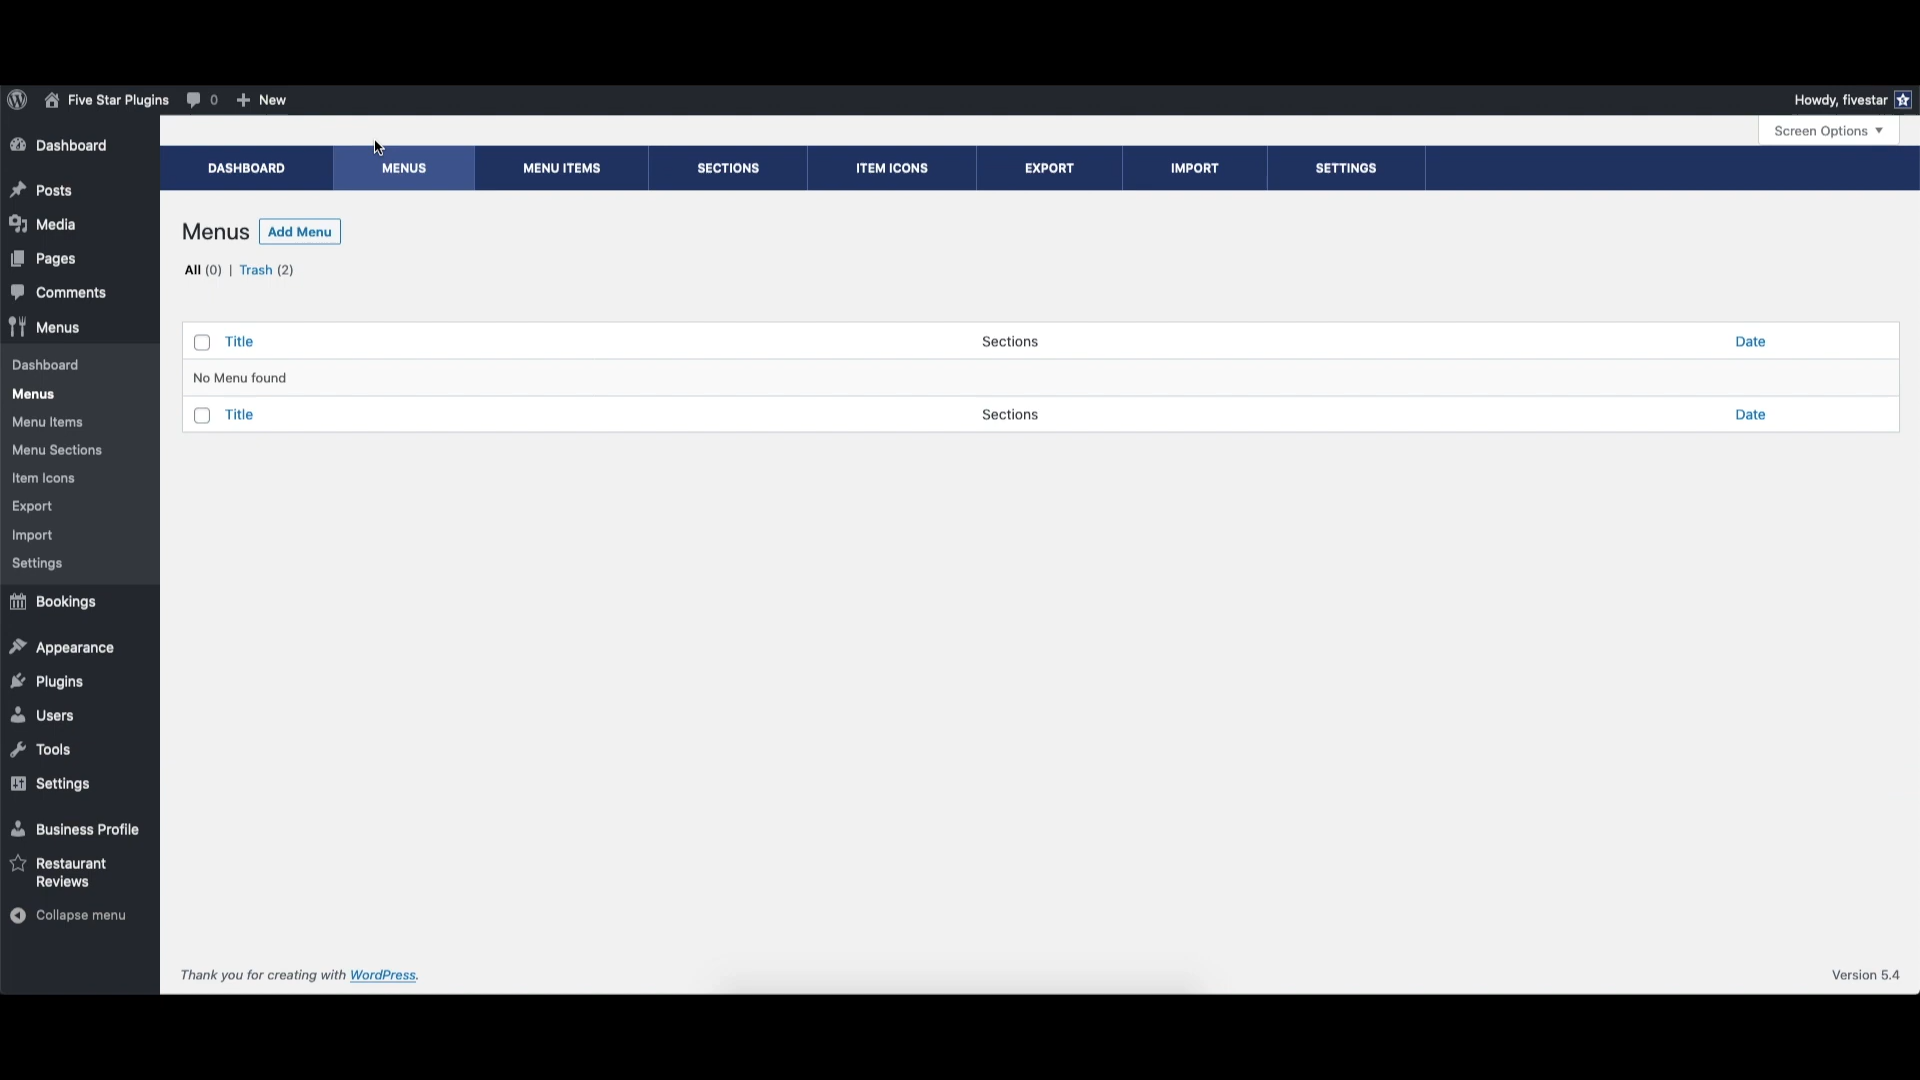 Five Star Plugins 0 New Howdy, fivestar
Screen Options
DASHBOARD MENUS MENU ITEMS SECTIONS ITEM ICONS EXPORT IMPORT SETTINGS
Dashboard
Posts
Media
Pages
Comments
Menus
Dashboard
Menus
Menu Items
Menu Sections
Item Icons
Export
Import
Settings
Bookings
Appearance
Plugins
Users
Tools
Settings
Business Profile
Restaurant
Reviews
Collapse menu
Menus Add Menu
All (0) | Trash (2)
Title Sections Date
No Menu found
Title Sections Date
Thank you for creating with WordPress. Version 5.4